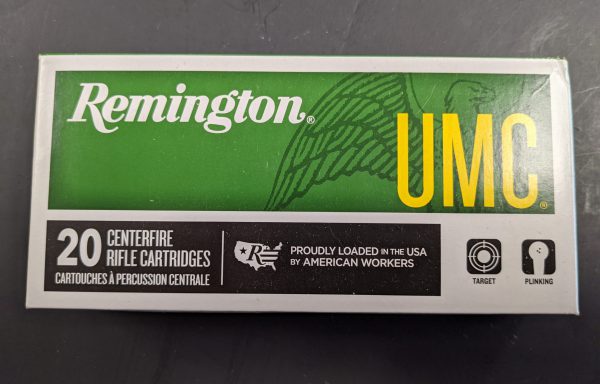 Remington®
UMC®
20 CENTERFIRE
RIFLE CARTRIDGES
CARTOUCHES À PERCUSSION CENTRALE
R
PROUDLY LOADED IN THE USA
BY AMERICAN WORKERS
TARGET
PLINKING